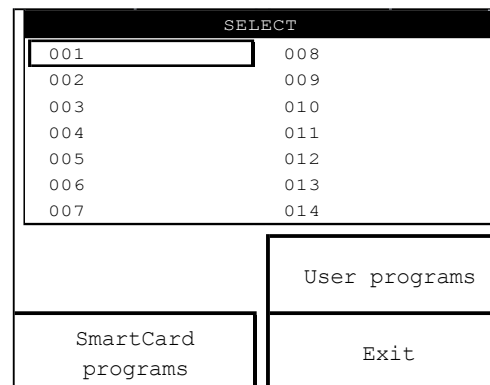 SELECT
001 008
002 009
003 010
004 011
005 012
006 013
007 014
User programs
SmartCard
programs
Exit